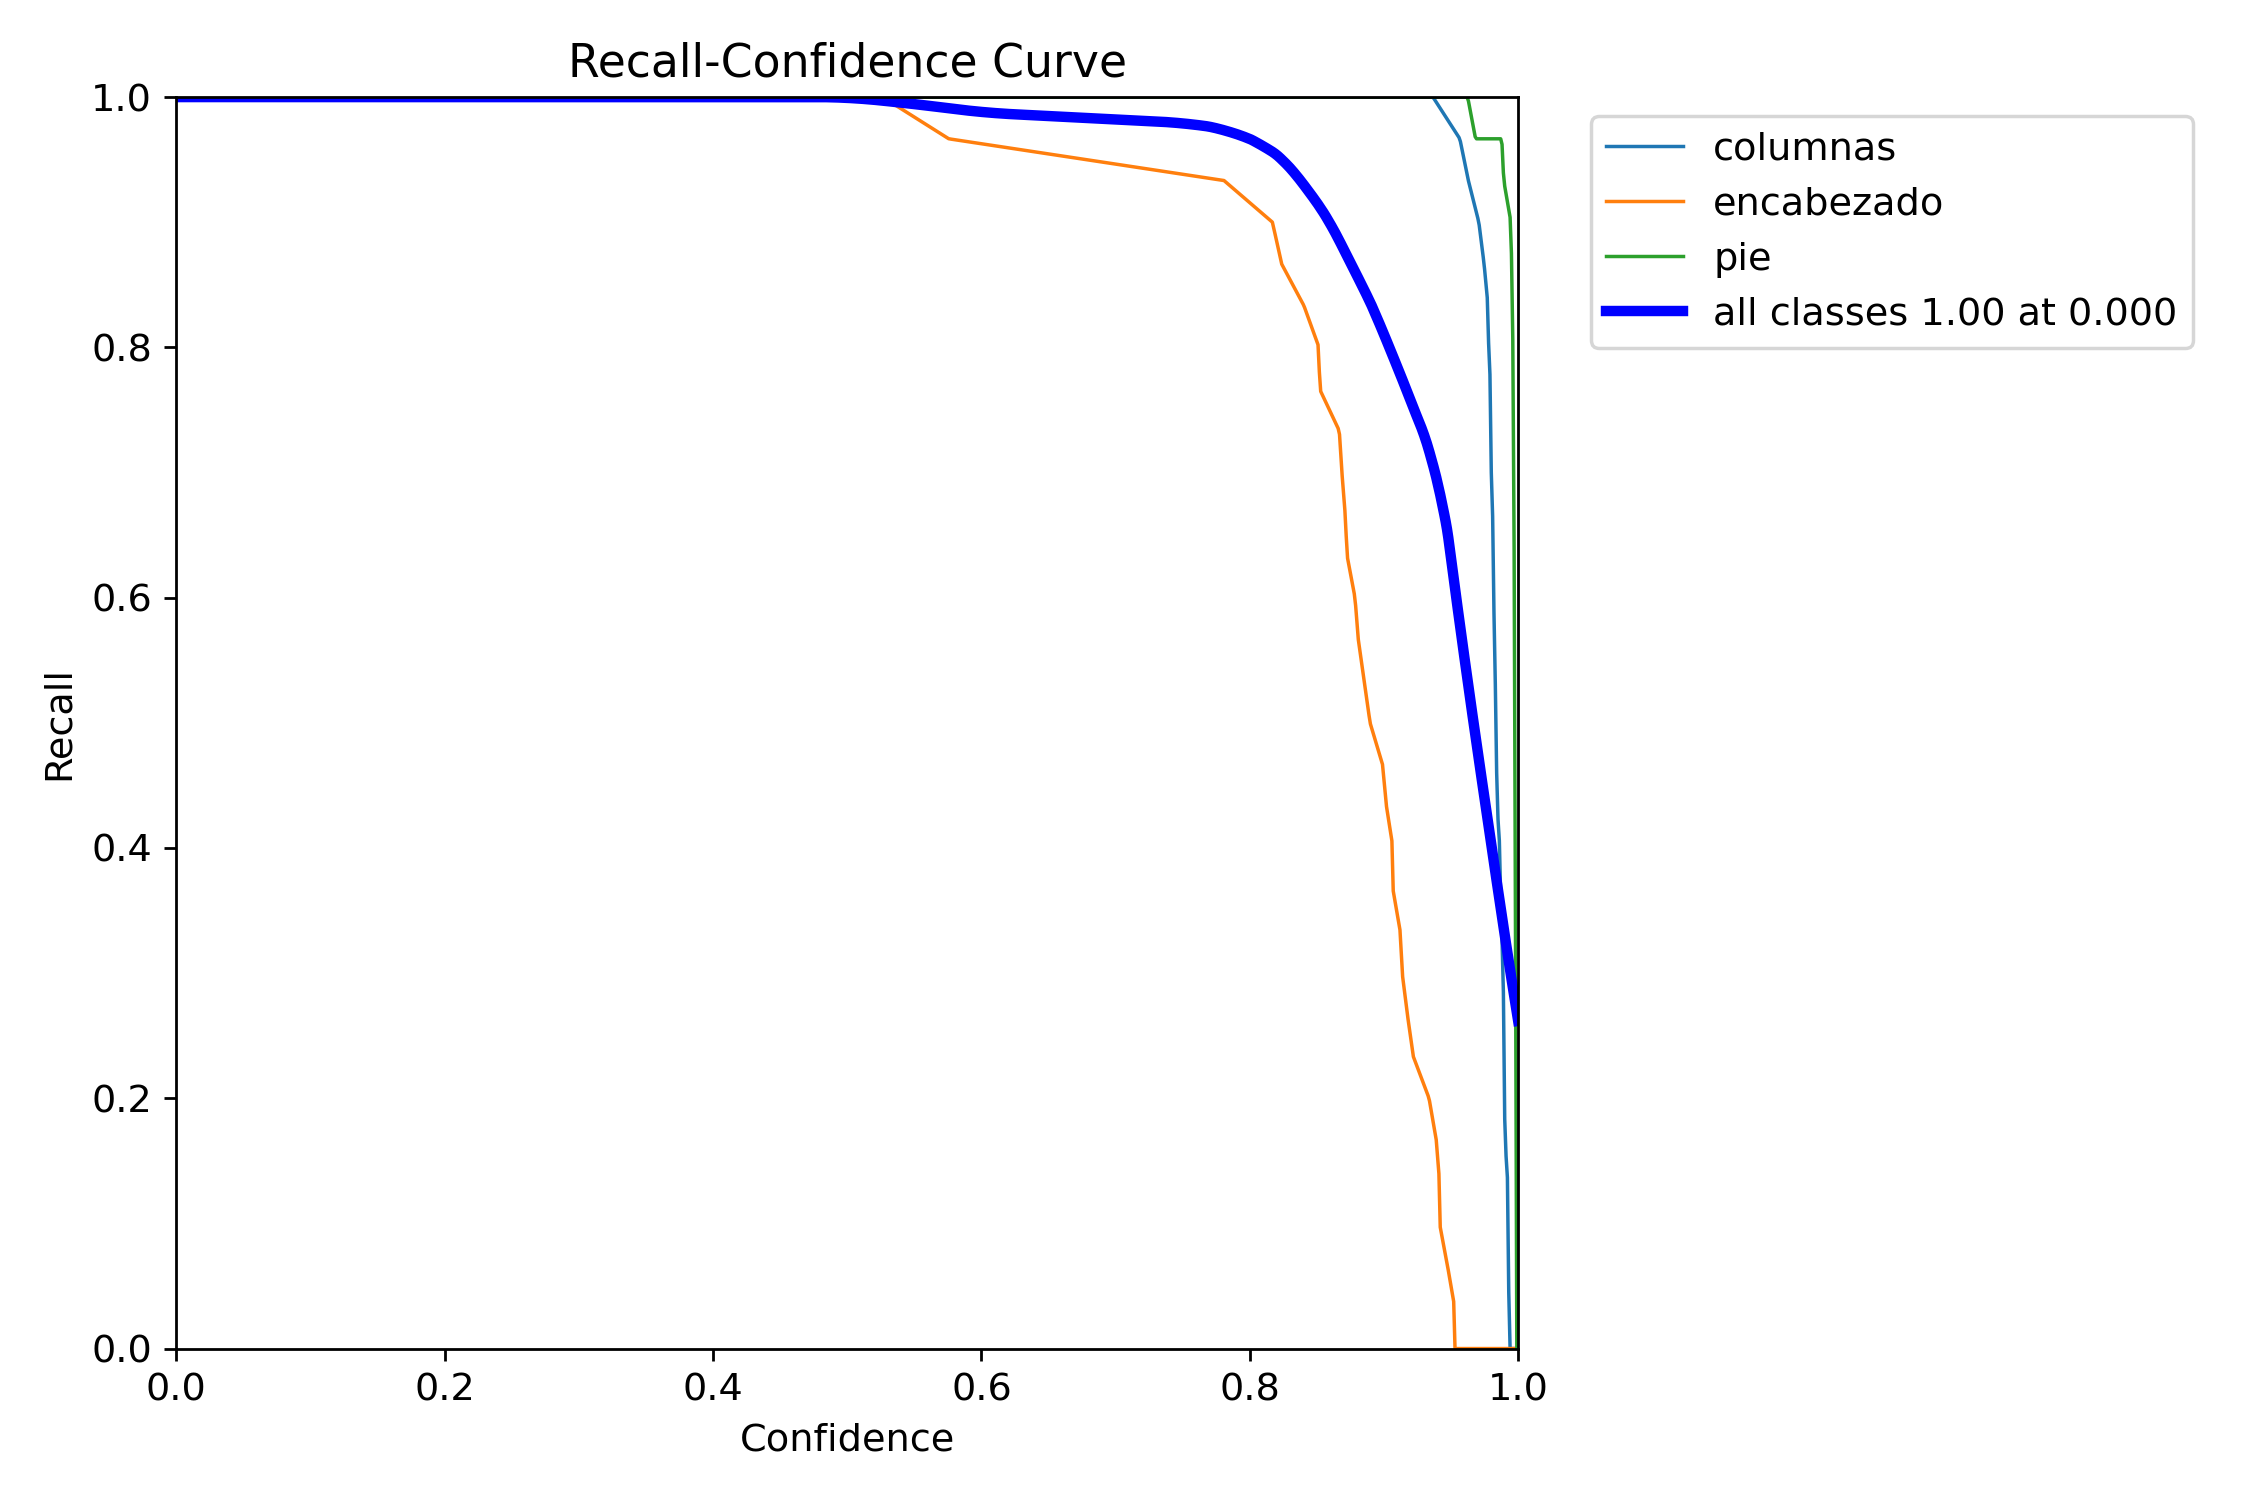 Recall-Confidence Curve
1.0
0.8
0.6
0.4
0.2
0.0
Recall
0.0 0.2 0.4 0.6 0.8 1.0
Confidence
columnas
encabezado
pie
all classes 1.00 at 0.000